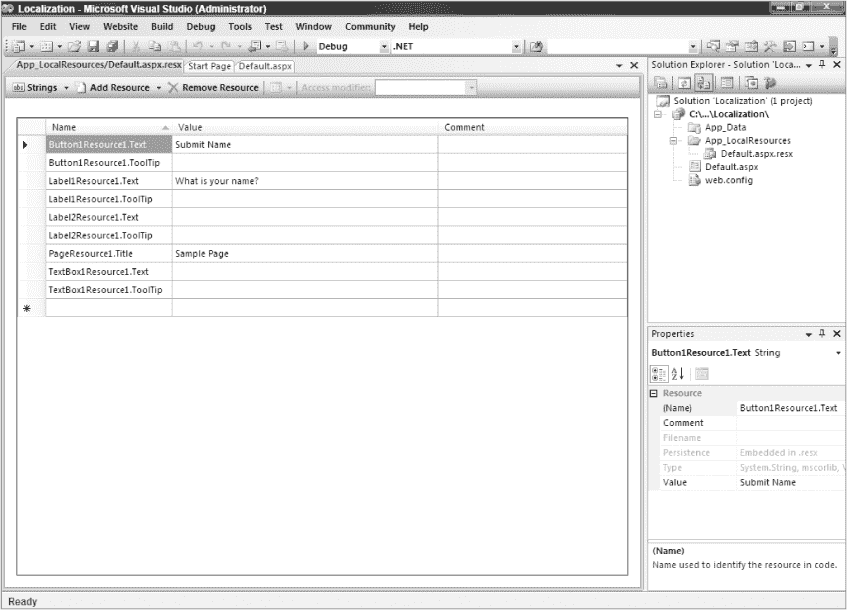 Localization - Microsoft Visual Studio (Administrator)
File Edit View Website Build Debug Tools Test Window Community Help
Debug .NET
App_LocalResources/Default.aspx.resx Start Page Default.aspx
Strings Add Resource Remove Resource Access modifier:
Name Value Comment
Button1Resource1.Text Submit Name
Button1Resource1.ToolTip
Label1Resource1.Text What is your name?
Label1Resource1.ToolTip
Label2Resource1.Text
Label2Resource1.ToolTip
PageResource1.Title Sample Page
TextBox1Resource1.Text
TextBox1Resource1.ToolTip
Solution Explorer - Solution 'Loca...
Solution 'Localization' (1 project)
C:\...\Localization\
App_Data
App_LocalResources
Default.aspx.resx
Default.aspx
web.config
Properties
Button1Resource1.Text String
Resource
(Name) Button1Resource1.Text
Comment
Filename
Persistence Embedded in .resx
Type System.String, mscorlib, V
Value Submit Name
(Name)
Name used to identify the resource in code.
Ready